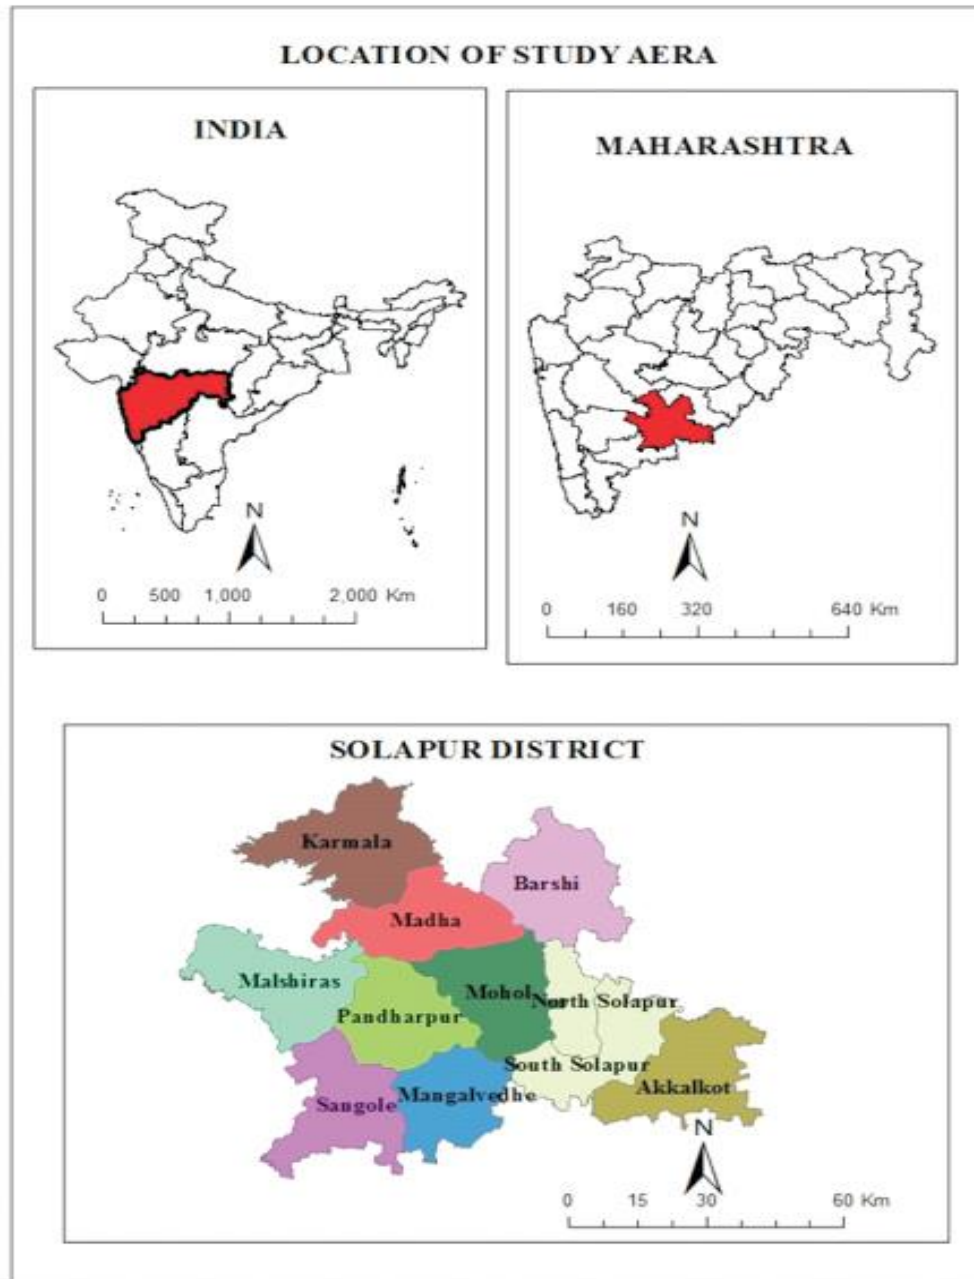 LOCATION OF STUDY AERA
INDIA
N
0 500 1,000 2,000 Km
MAHARASHTRA
N
0 160 320 640 Km
SOLAPUR DISTRICT
Karmala
Barshi
Madha
Malshiras
Mohol
North Solapur
Pandharpur
South Solapur
Akkalkot
Sangole
Mangalvedhe
N
0 15 30 60 Km